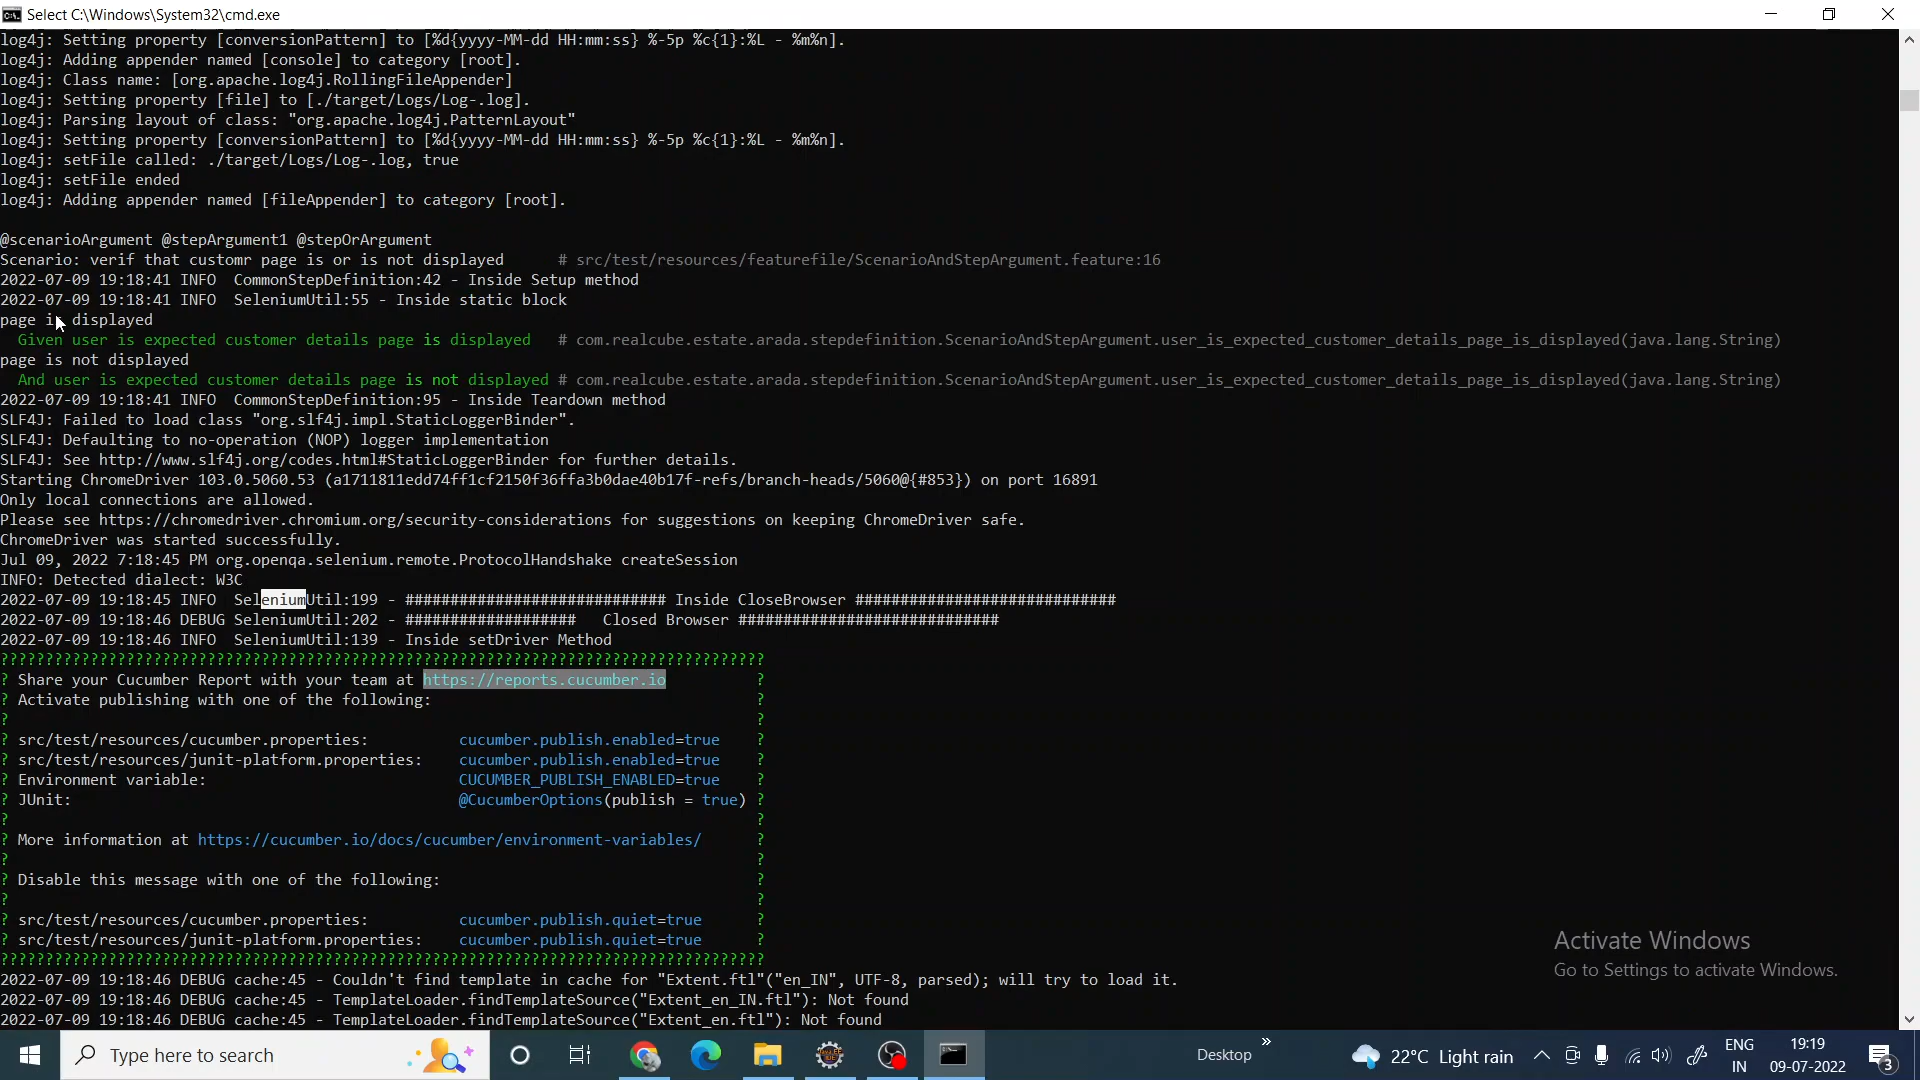 Select C:\Windows\System32\cmd.exe
log4j: Setting property [conversionPattern] to [%d{yyyy-MM-dd HH:mm:ss} %-5p %c{1}:%L - %m%n].
log4j: Adding appender named [console] to category [root].
log4j: Class name: [org.apache.log4j.RollingFileAppender]
log4j: Setting property [file] to [./target/Logs/Log-.log].
log4j: Parsing layout of class: "org.apache.log4j.PatternLayout"
log4j: Setting property [conversionPattern] to [%d{yyyy-MM-dd HH:mm:ss} %-5p %c{1}:%L - %m%n].
log4j: setFile called: ./target/Logs/Log-.log, true
log4j: setFile ended
log4j: Adding appender named [fileAppender] to category [root].
@scenarioArgument @stepArgument1 @stepOrArgument
Scenario: verif that customr page is or is not displayed      # src/test/resources/featurefile/ScenarioAndStepArgument.feature:16
2022-07-09 19:18:41 INFO  CommonStepDefinition:42 - Inside Setup method
2022-07-09 19:18:41 INFO  SeleniumUtil:55 - Inside static block
page is displayed
  Given user is expected customer details page is displayed   # com.realcube.estate.arada.stepdefinition.ScenarioAndStepArgument.user_is_expected_customer_details_page_is_displayed(java.lang.String)
page is not displayed
  And user is expected customer details page is not displayed # com.realcube.estate.arada.stepdefinition.ScenarioAndStepArgument.user_is_expected_customer_details_page_is_displayed(java.lang.String)
2022-07-09 19:18:41 INFO  CommonStepDefinition:95 - Inside Teardown method
SLF4J: Failed to load class "org.slf4j.impl.StaticLoggerBinder".
SLF4J: Defaulting to no-operation (NOP) logger implementation
SLF4J: See http://www.slf4j.org/codes.html#StaticLoggerBinder for further details.
Starting ChromeDriver 103.0.5060.53 (a1711811edd74ff1cf2150f36ffa3b0dae40b17f-refs/branch-heads/5060@{#853}) on port 16891
Only local connections are allowed.
Please see https://chromedriver.chromium.org/security-considerations for suggestions on keeping ChromeDriver safe.
ChromeDriver was started successfully.
Jul 09, 2022 7:18:45 PM org.openqa.selenium.remote.ProtocolHandshake createSession
INFO: Detected dialect: W3C
2022-07-09 19:18:45 INFO  SeleniumUtil:199 - ############################# Inside CloseBrowser #############################
2022-07-09 19:18:46 DEBUG SeleniumUtil:202 - ###################   Closed Browser #############################
2022-07-09 19:18:46 INFO  SeleniumUtil:139 - Inside setDriver Method
?????????????????????????????????????????????????????????????????????????????????????
? Share your Cucumber Report with your team at https://reports.cucumber.io          ?
? Activate publishing with one of the following:                                    ?
?                                                                                   ?
? src/test/resources/cucumber.properties:          cucumber.publish.enabled=true    ?
? src/test/resources/junit-platform.properties:    cucumber.publish.enabled=true    ?
? Environment variable:                            CUCUMBER_PUBLISH_ENABLED=true    ?
? JUnit:                                           @CucumberOptions(publish = true) ?
?                                                                                   ?
? More information at https://cucumber.io/docs/cucumber/environment-variables/      ?
?                                                                                   ?
? Disable this message with one of the following:                                   ?
?                                                                                   ?
? src/test/resources/cucumber.properties:          cucumber.publish.quiet=true      ?
? src/test/resources/junit-platform.properties:    cucumber.publish.quiet=true      ?
?????????????????????????????????????????????????????????????????????????????????????
2022-07-09 19:18:46 DEBUG cache:45 - Couldn't find template in cache for "Extent.ftl"("en_IN", UTF-8, parsed); will try to load it.
2022-07-09 19:18:46 DEBUG cache:45 - TemplateLoader.findTemplateSource("Extent_en_IN.ftl"): Not found
2022-07-09 19:18:46 DEBUG cache:45 - TemplateLoader.findTemplateSource("Extent_en.ftl"): Not found
Activate Windows
Go to Settings to activate Windows.
Type here to search
Desktop
22°C Light rain
ENG
IN
19:19
09-07-2022
3